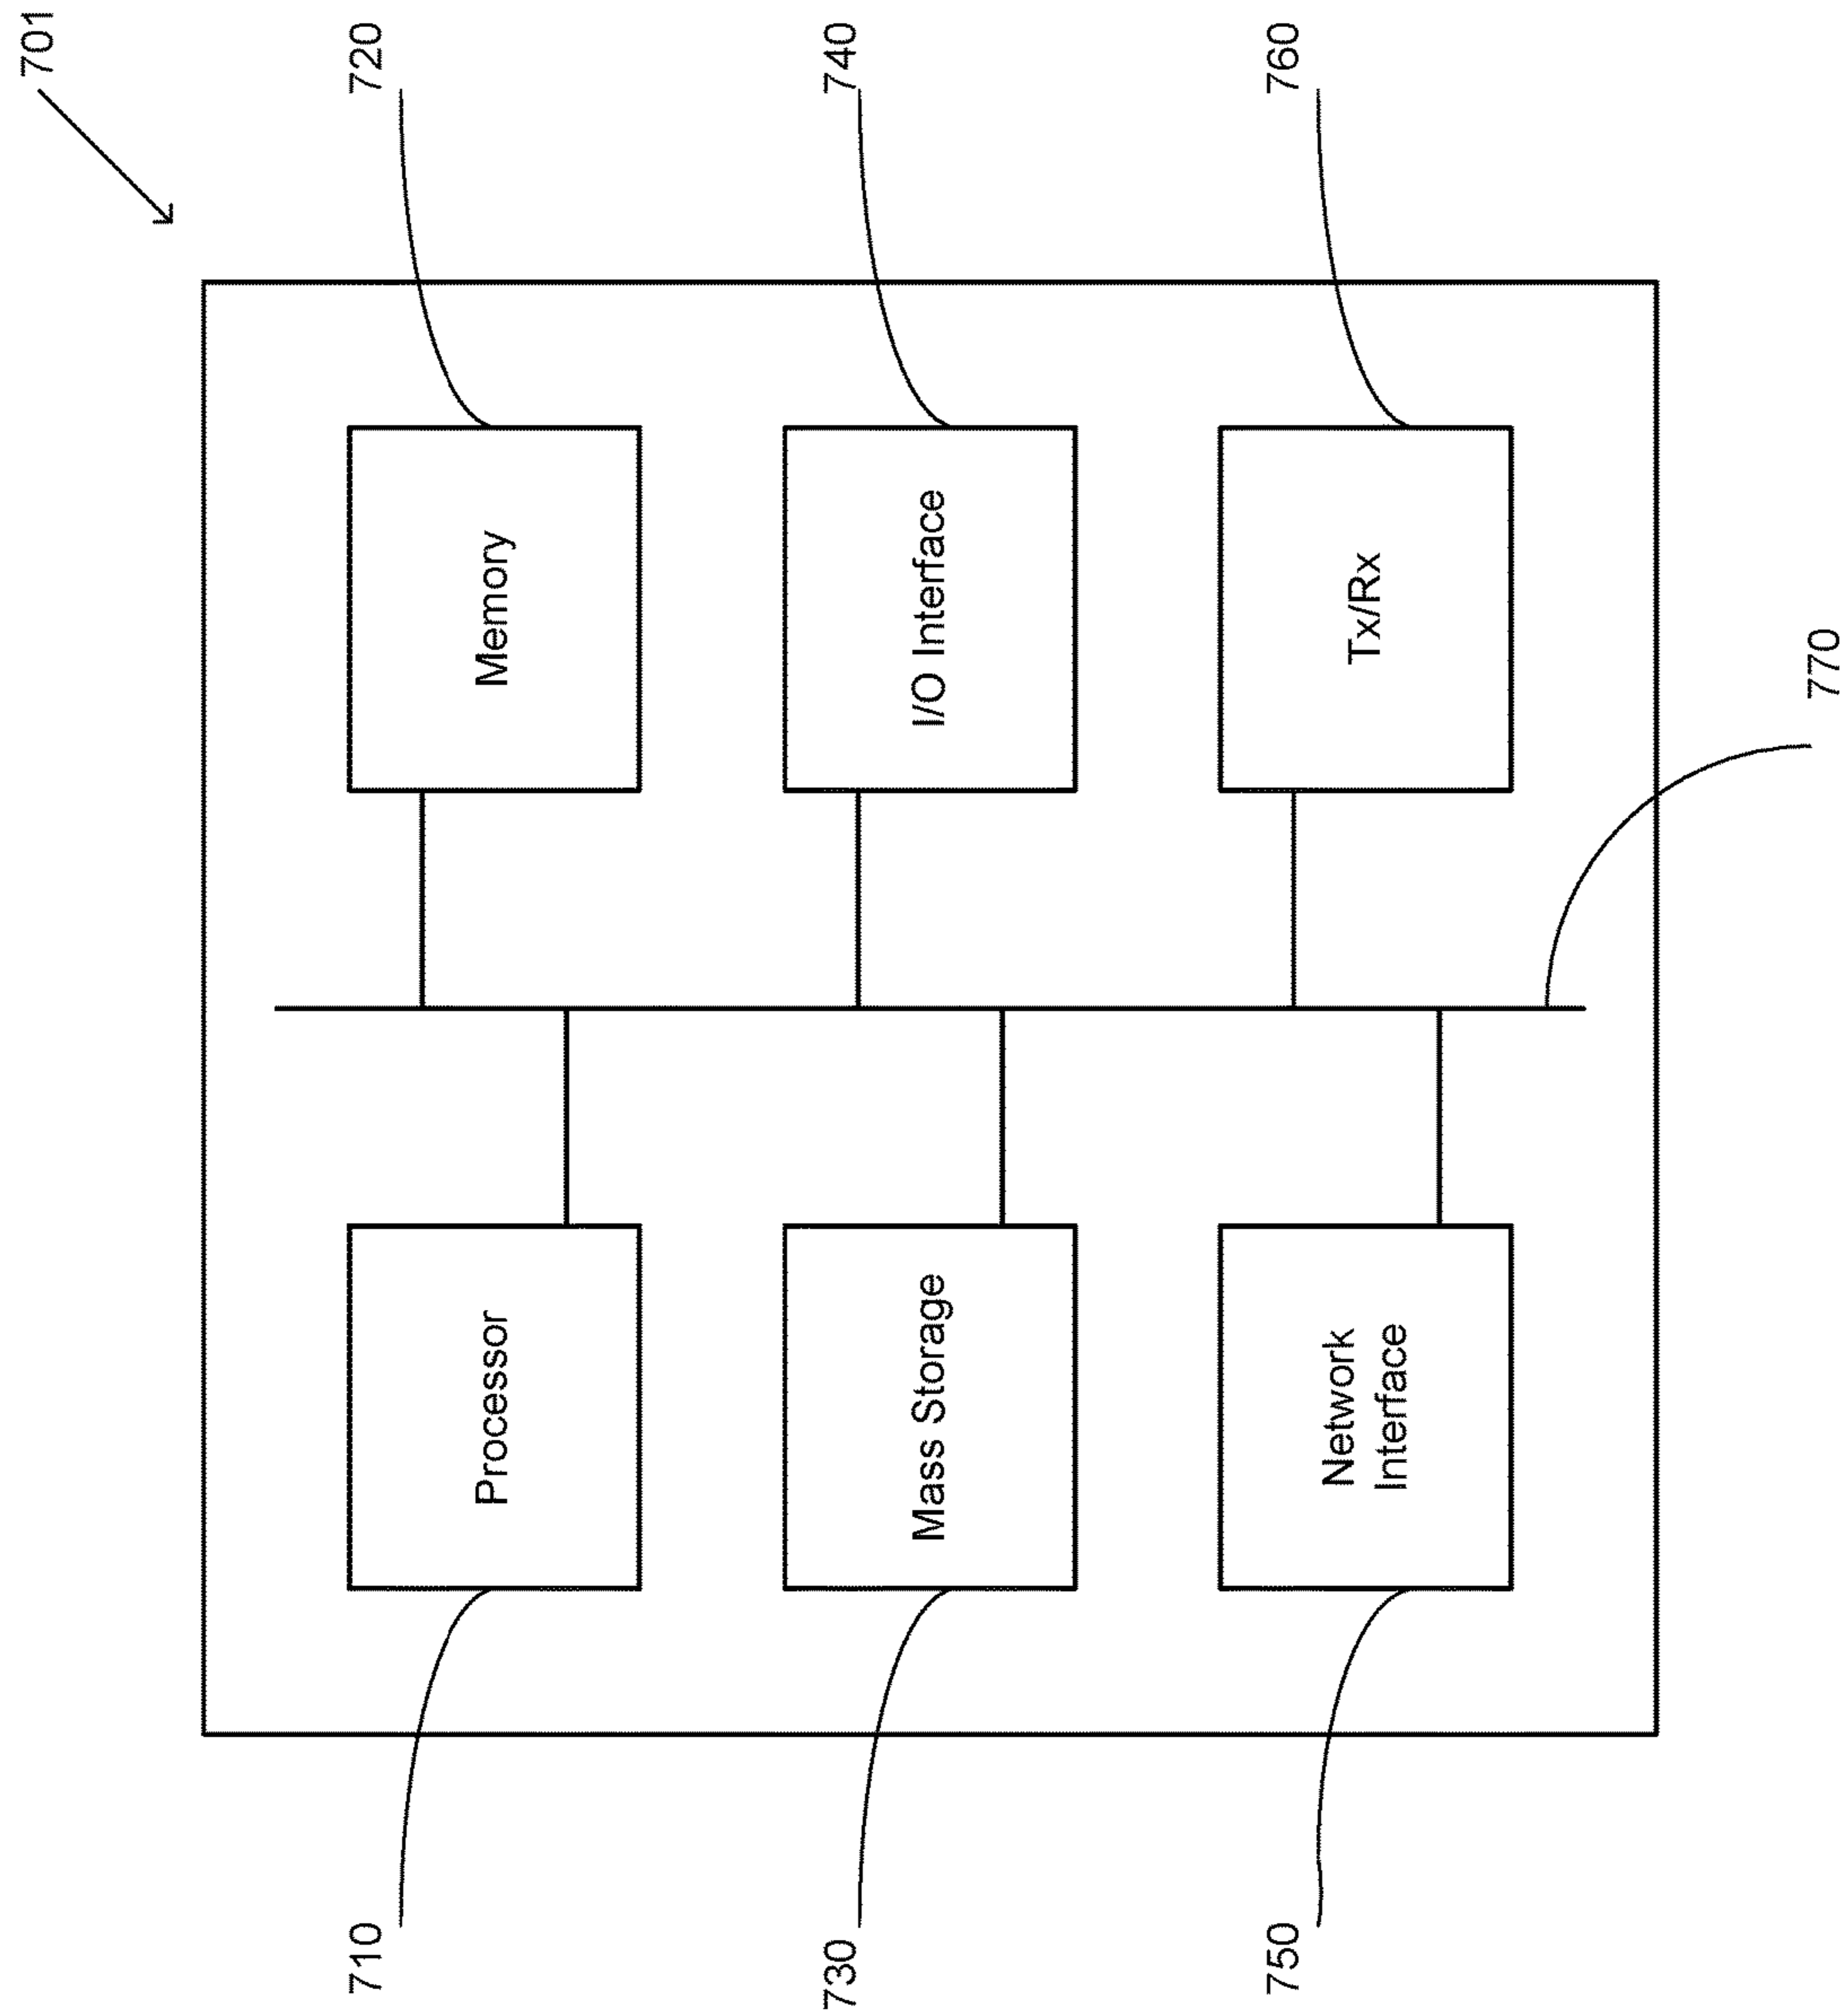 701
710
Processor
Memory
720
730
Mass Storage
I/O Interface
740
750
Network
Interface
Tx/Rx
760
770